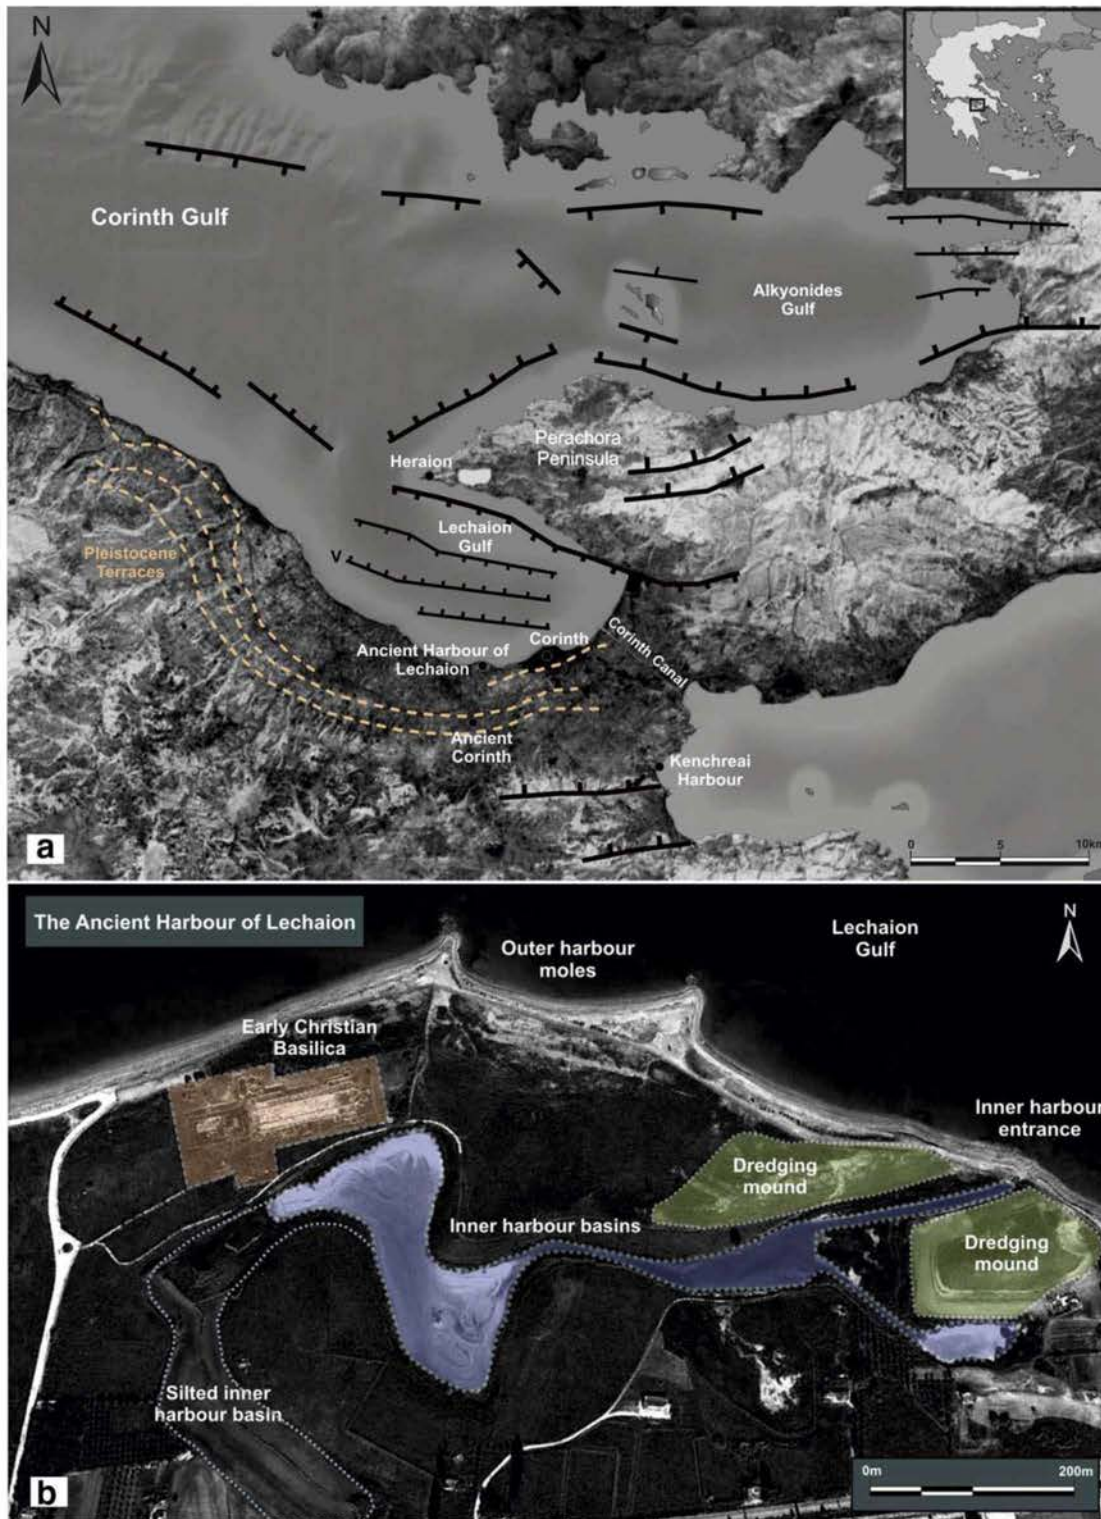 N
Corinth Gulf
Alkyonides
Gulf
Perachora
Peninsula
Heraion
Lechaion
Gulf
V
Pleistocene
Terraces
Corinth
Ancient Harbour of
Lechaion
Corinth Canal
Ancient
Corinth
Kenchreai
Harbour
0 5 10km
a
The Ancient Harbour of Lechaion
N
Lechaion
Gulf
Outer harbour
moles
Early Christian
Basilica
Inner harbour
entrance
Dredging
mound
Inner harbour basins
Dredging
mound
Silted inner
harbour basin
0m 200m
b